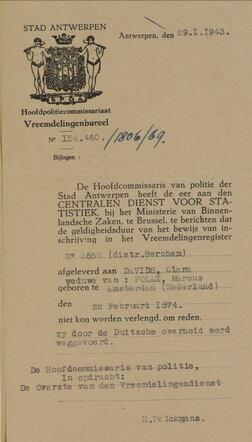 STAD ANTWERPEN
Antwerpen, den 29.I.1943.
S P Q A
Hoofdpolitiecommissariaat
Vreemdelingenbureel
N° 154.460. /1806/69.
Bijlagen :
De Hoofdcommissaris van politie der
Stad Antwerpen heeft de eer aan den
CENTRALEN DIENST VOOR STA-
TISTIEK, bij het Ministerie van Binnen-
landsche Zaken, te Brussel, te berichten dat
de geldigheidsduur van het bewijs van in-
schrijving in het Vreemdelingenregister
N° 2652 (distr.Berchem)
afgeleverd aan DAVIDS, Clara
weduwe van : POLAK, Marcus
geboren te Amsterdam (Nederland)
den 22 Februari 1874.
niet kon worden verlengd, om reden.
zy door de Duitsche overheid werd
weggevoerd.
De Hoofdcommissaris van politie,
In opdracht:
De Overste van den Vreemdelingendienst
H. Polckmans.